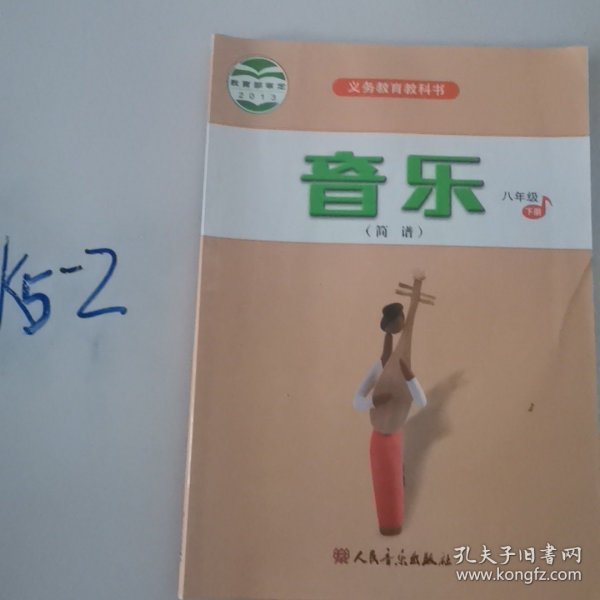 教育部审定
2013
义务教育教科书
音乐
八年级
下册
（简谱）
K5-2
人民音乐出版社
孔夫子旧书网
www.kongfz.com